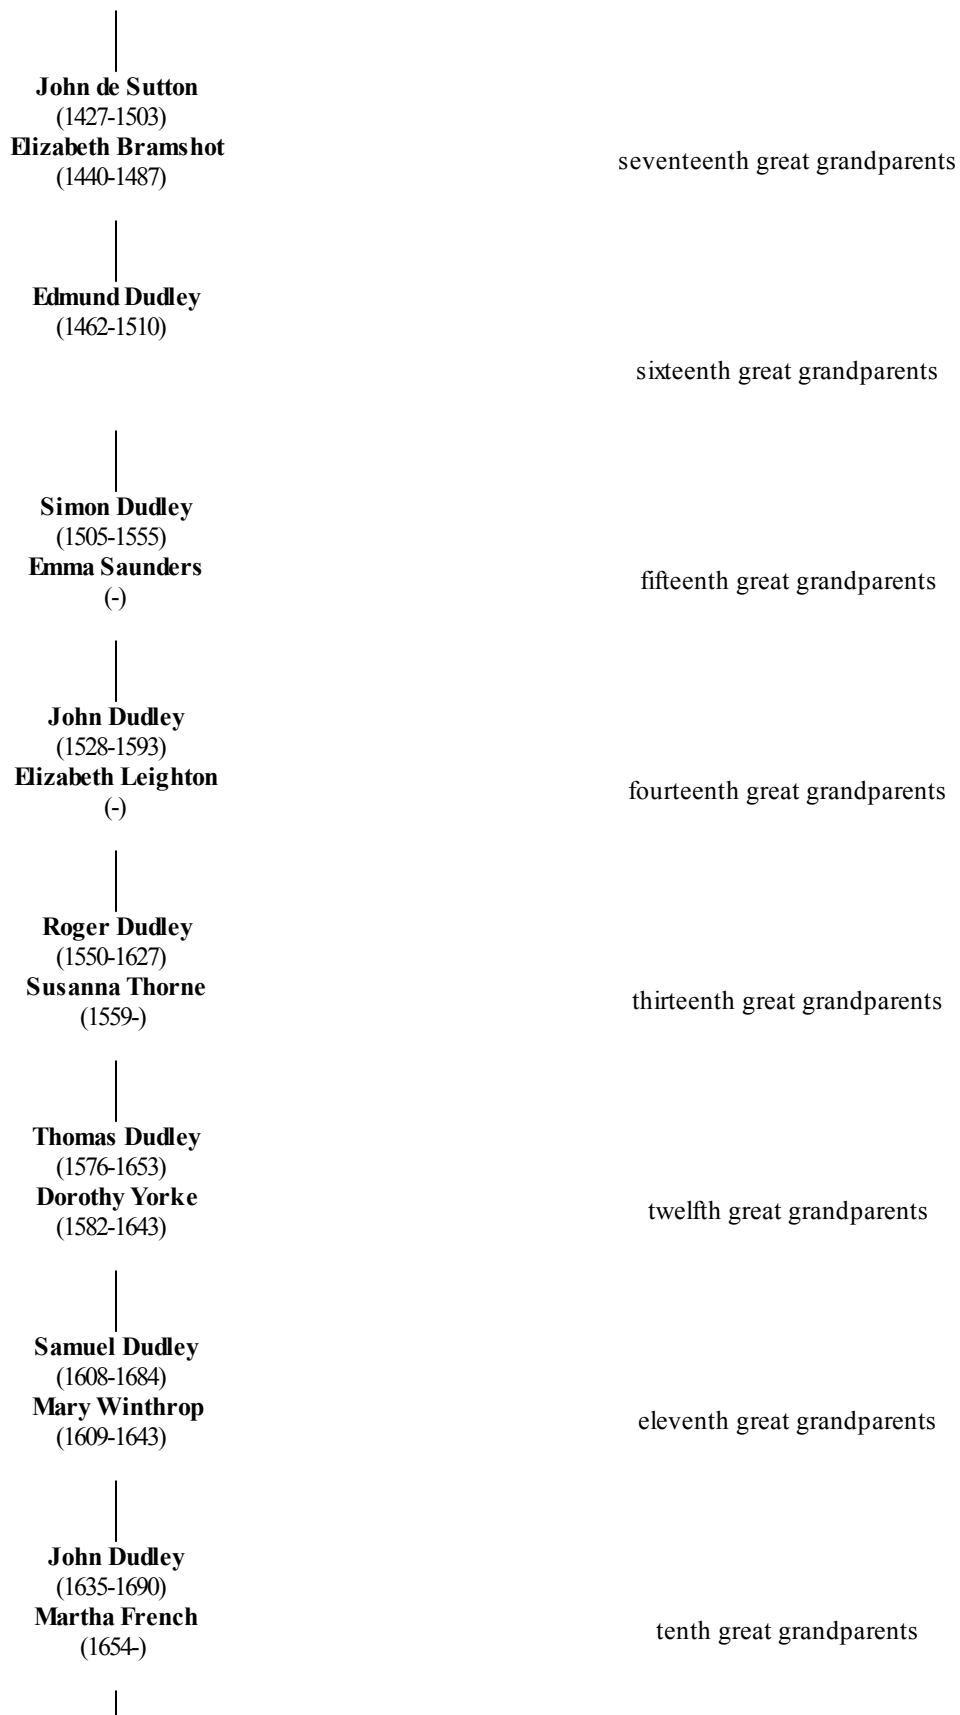 John de Sutton
(1427-1503)
Elizabeth Bramshot
(1440-1487)
seventeenth great grandparents
Edmund Dudley
(1462-1510)
sixteenth great grandparents
Simon Dudley
(1505-1555)
Emma Saunders
(-)
fifteenth great grandparents
John Dudley
(1528-1593)
Elizabeth Leighton
(-)
fourteenth great grandparents
Roger Dudley
(1550-1627)
Susanna Thorne
(1559-)
thirteenth great grandparents
Thomas Dudley
(1576-1653)
Dorothy Yorke
(1582-1643)
twelfth great grandparents
Samuel Dudley
(1608-1684)
Mary Winthrop
(1609-1643)
eleventh great grandparents
John Dudley
(1635-1690)
Martha French
(1654-)
tenth great grandparents